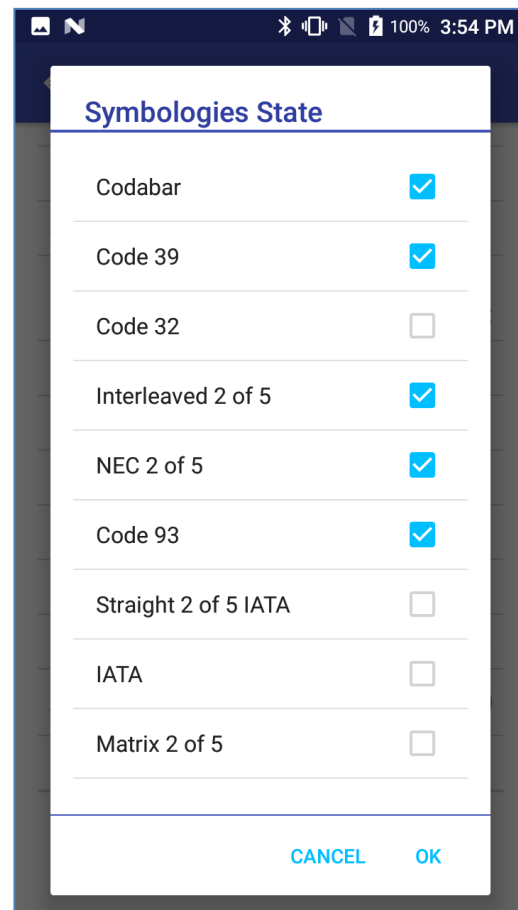 100% 3:54 PM
Symbologies State
Codabar
Code 39
Code 32
Interleaved 2 of 5
NEC 2 of 5
Code 93
Straight 2 of 5 IATA
IATA
Matrix 2 of 5
CANCEL OK